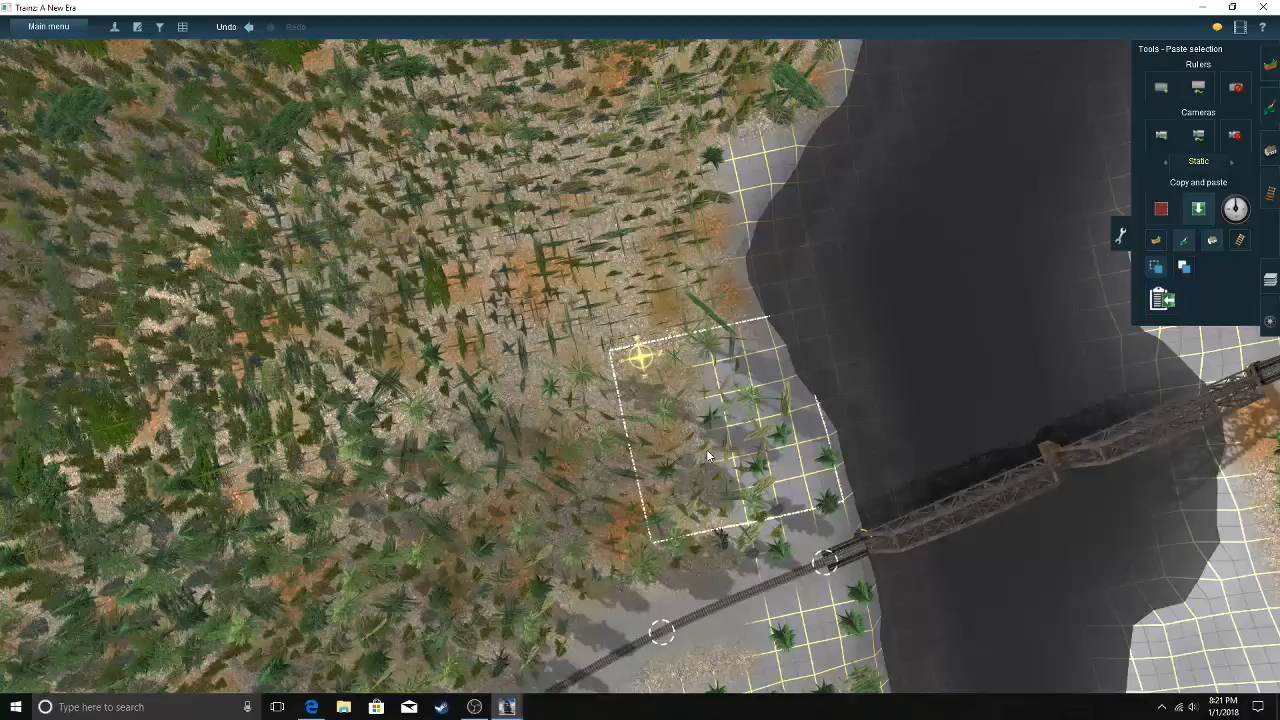 Trainz: A New Era
Main menu
Undo
Redo
Tools - Paste selection
Rulers
Cameras
Static
Copy and paste
Type here to search
8:21 PM
1/1/2018